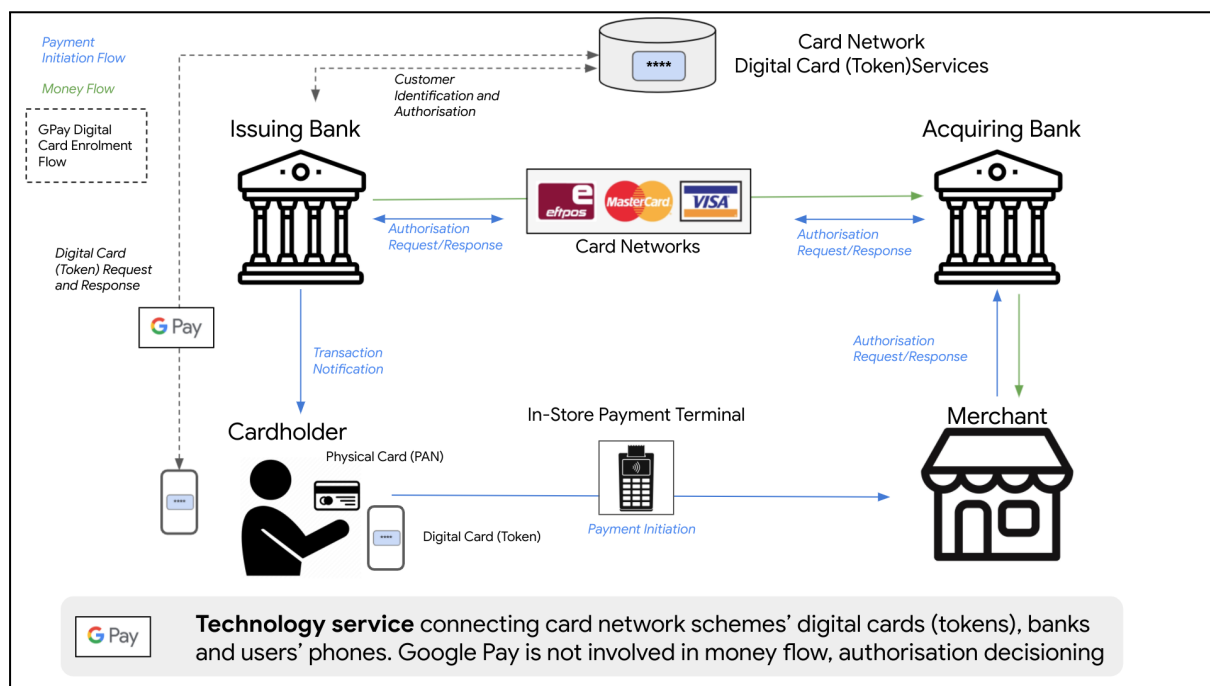 Payment
Initiation Flow
Money Flow
GPay Digital
Card Enrolment
Flow
Card Network
Digital Card (Token)Services
****
Customer
Identification and
Authorisation
Issuing Bank
Acquiring Bank
eftpos
MasterCard
VISA
Card Networks
Authorisation
Request/Response
Authorisation
Request/Response
Digital Card
(Token) Request
and Response
G Pay
Transaction
Notification
Authorisation
Request/Response
Cardholder
In-Store Payment Terminal
Merchant
Physical Card (PAN)
****
****
Digital Card (Token)
Payment Initiation
G Pay
Technology service connecting card network schemes’ digital cards (tokens), banks
and users’ phones. Google Pay is not involved in money flow, authorisation decisioning